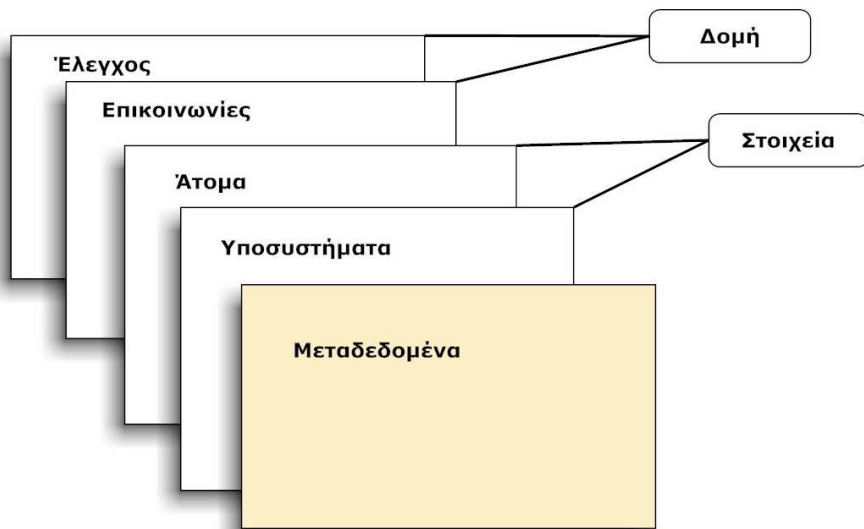 Δομή
Έλεγχος
Επικοινωνίες
Στοιχεία
Άτομα
Υποσυστήματα
Μεταδεδομένα